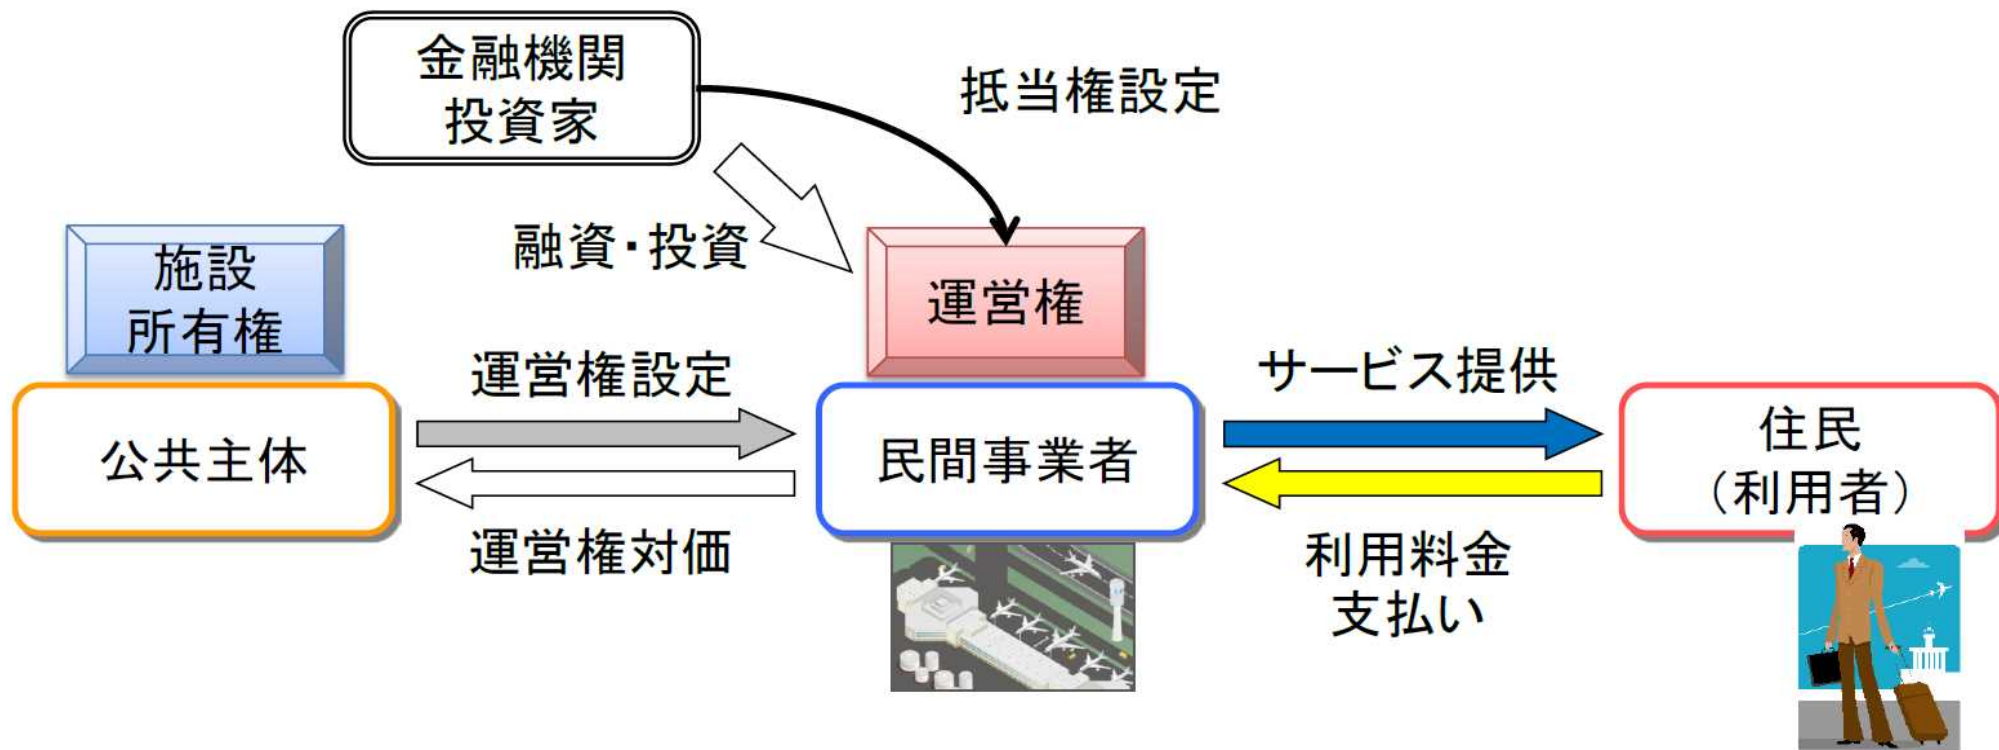 金融機関
投資家
抵当権設定
融資・投資
施設
所有権
運営権
運営権設定
サービス提供
公共主体
民間事業者
住民
（利用者）
運営権対価
利用料金
支払い